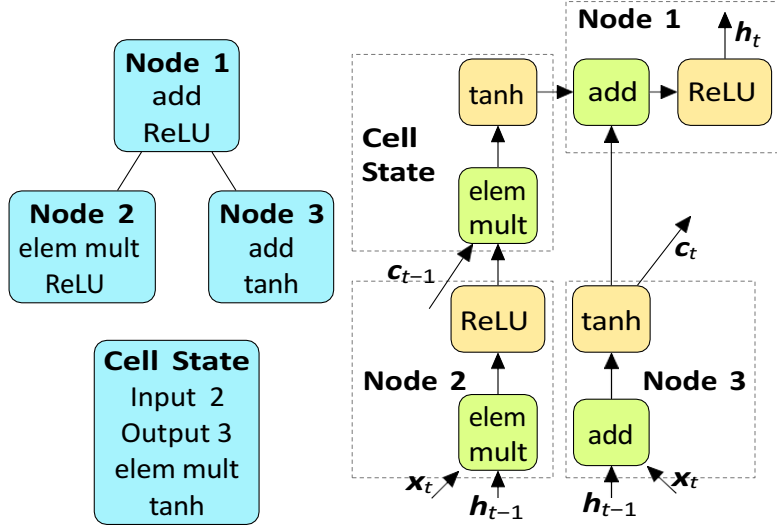 Node 1
add
ReLU
Node 2
elem mult
ReLU
Node 3
add
tanh
Cell State
Input 2
Output 3
elem mult
tanh
Node 1
h_t
tanh
add
ReLU
Cell
State
elem
mult
c_{t−1}
c_t
ReLU
tanh
Node 2
Node 3
elem
mult
add
x_t
h_{t−1}
h_{t−1}
x_t